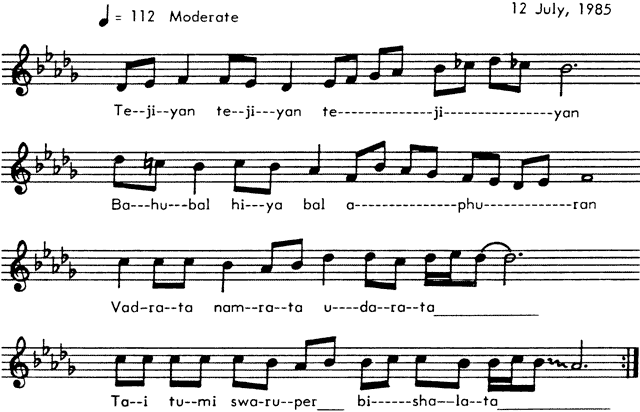 ♩ = 112 Moderate
12 July, 1985
Te--ji--yan te--ji---yan te-------------ji---------------yan
Ba---hu---bal hi---ya bal a--------------phu------------ran
Vad-ra--ta nam--ra--ta u----da--ra--ta____________
Ta--i tu--mi swa-ru--per___ bi------sha--la--ta_____________